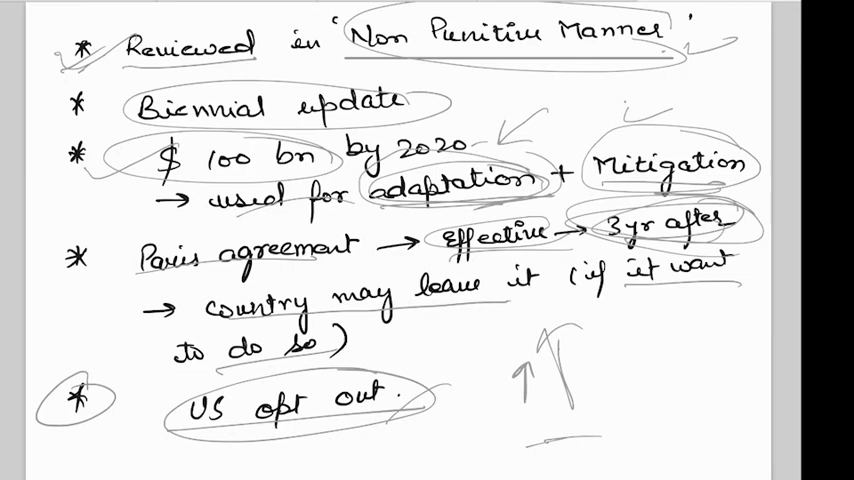 * Reviewed in "Non Punitive Manner"
* Biennial update
* $ 100 bn by 2020
→ used for adaptation + Mitigation
* Paris agreement → Effective → 3yr after
→ country may leave it (if it want
to do so)
* US opt out.